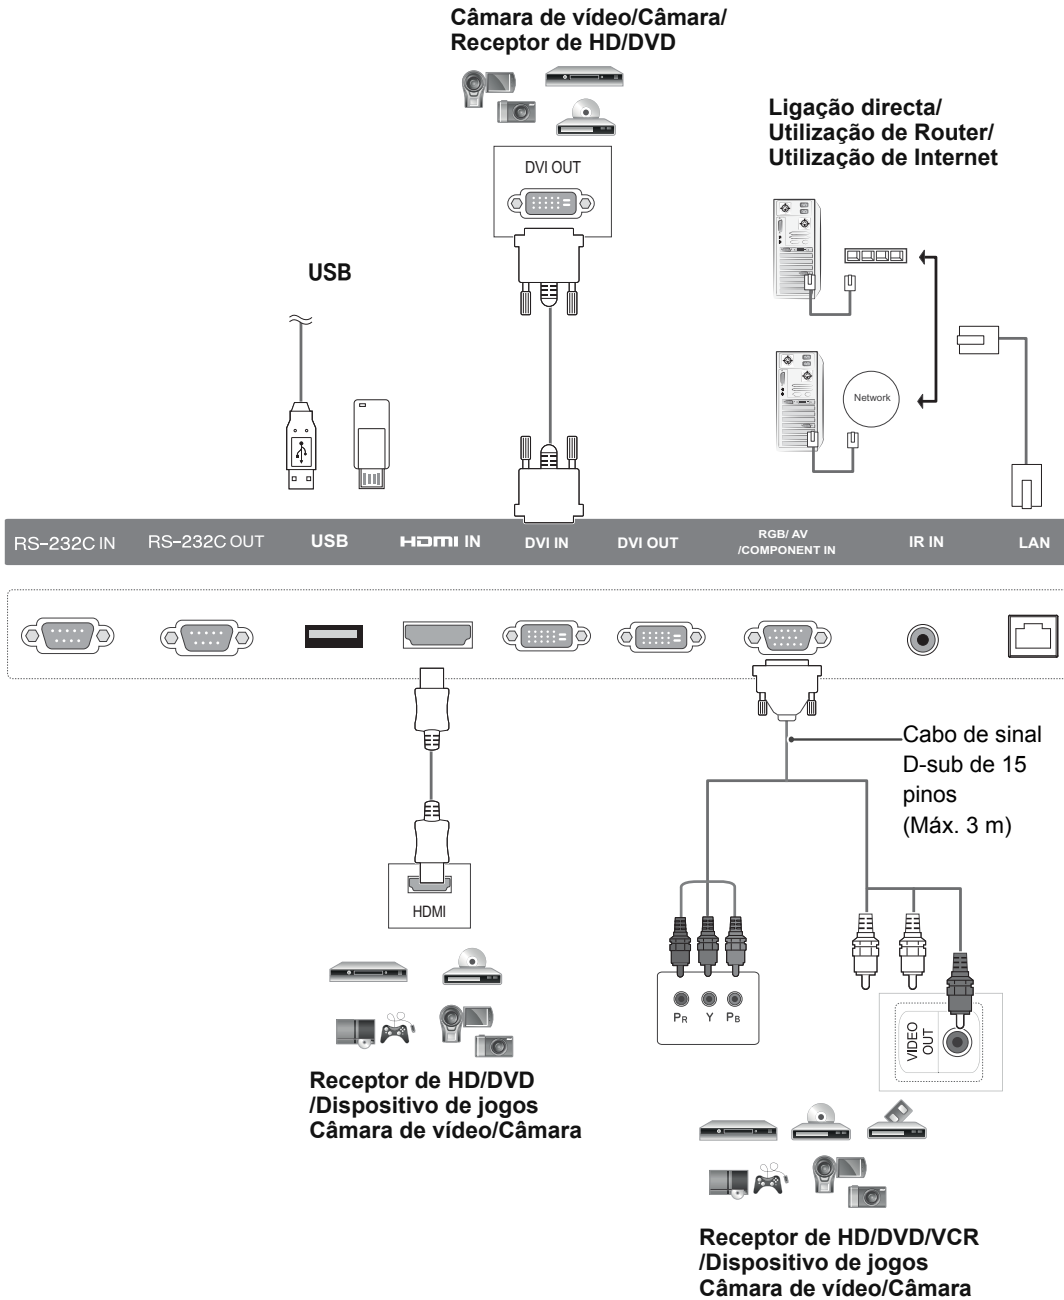 Câmara de vídeo/Câmara/
Receptor de HD/DVD
Ligação directa/
Utilização de Router/
Utilização de Internet
DVI OUT
USB
Network
RS-232C IN
RS-232C OUT
USB
HDMI IN
DVI IN
DVI OUT
RGB/ AV
/COMPONENT IN
IR IN
LAN
Cabo de sinal
D-sub de 15
pinos
(Máx. 3 m)
HDMI
PR Y PB
VIDEO
OUT
Receptor de HD/DVD
/Dispositivo de jogos
Câmara de vídeo/Câmara
Receptor de HD/DVD/VCR
/Dispositivo de jogos
Câmara de vídeo/Câmara